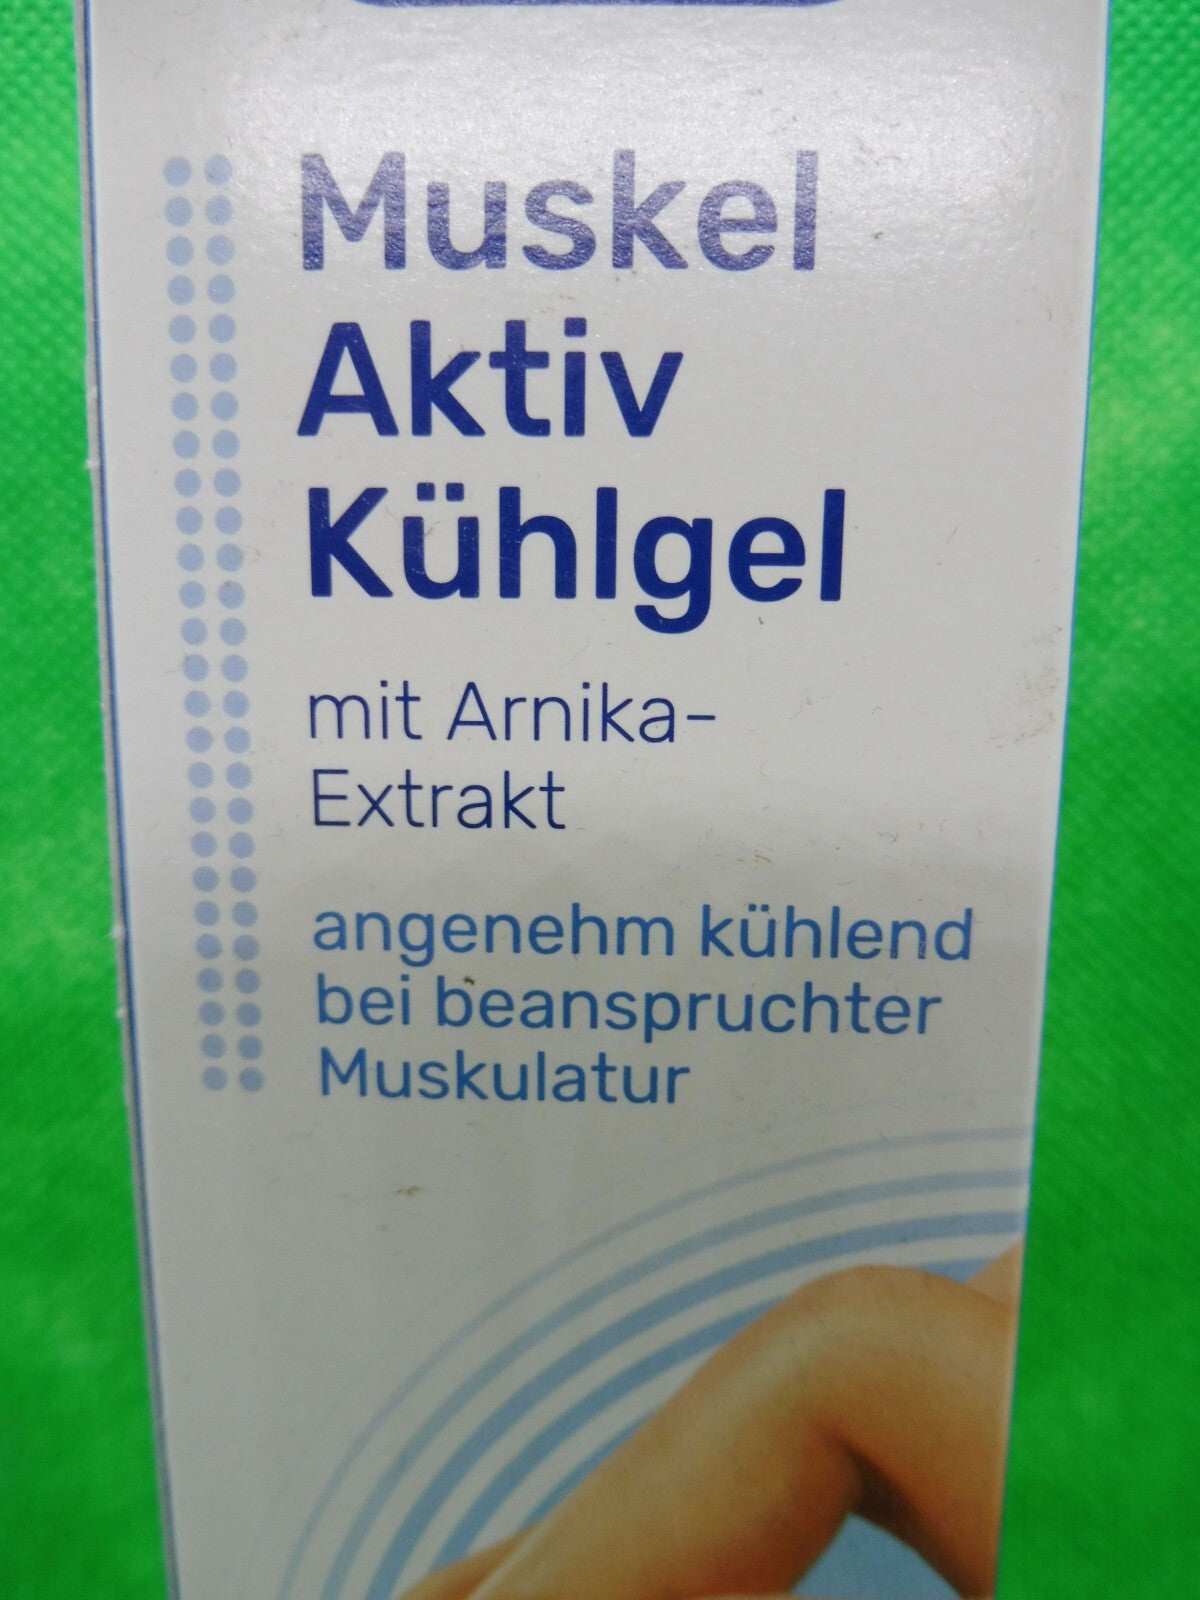 Muskel
Aktiv
Kühlgel
mit Arnika-
Extrakt
angenehm kühlend
bei beanspruchter
Muskulatur